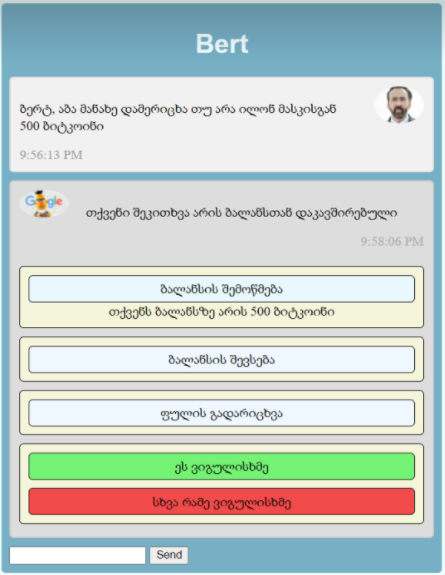 Bert
ბერტ, აბა მანახე დამერიცხა თუ არა ილონ მასკისგან
500 ბიტკოინი
9:56:13 PM
Google
თქვენი შეკითხვა არის ბალანსთან დაკავშირებული
9:58:06 PM
ბალანსის შემოწმება
თქვენს ბალანსზე არის 500 ბიტკოინი
ბალანსის შევსება
ფულის გადარიცხვა
ეს ვიგულისხმე
სხვა რამე ვიგულისხმე
Send